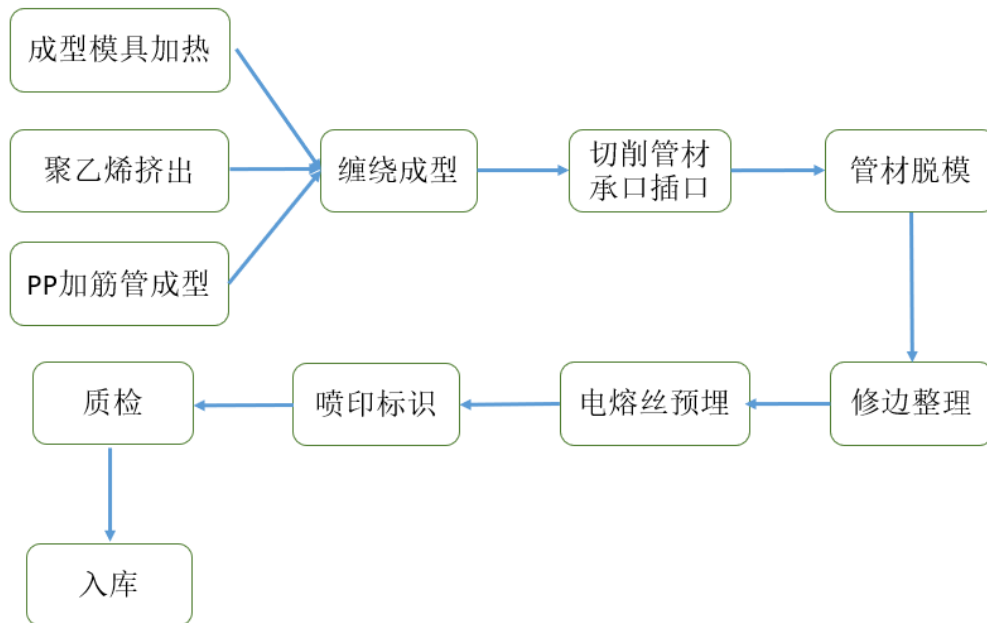 成型模具加热
聚乙烯挤出
PP加筋管成型
缠绕成型
切削管材
承口插口
管材脱模
修边整理
电熔丝预埋
喷印标识
质检
入库